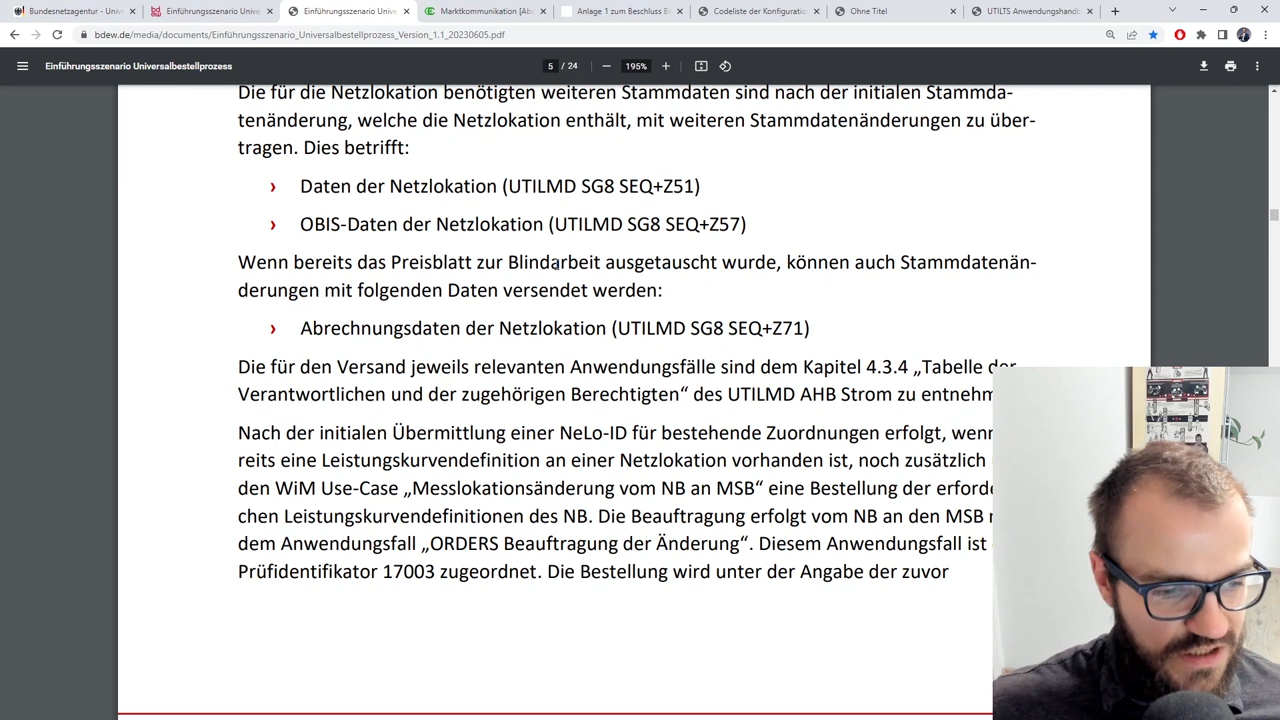 Bundesnetzagentur - Univ
Einführungsszenario Univers
Einführungsszenario Univers
Marktkommunikation [Abo
Anlage 1 zum Beschluss B
Codeliste der Konfiguration
Ohne Titel
UTILTS Anwendungshandb
bdew.de/media/documents/Einführungsszenario_Universalbestellprozess_Version_1.1_20230605.pdf
Einführungsszenario Universalbestellprozess
5 / 24
195%
Die für die Netzlokation benötigten weiteren Stammdaten sind nach der initialen Stammda-
tenänderung, welche die Netzlokation enthält, mit weiteren Stammdatenänderungen zu über-
tragen. Dies betrifft:
› Daten der Netzlokation (UTILMD SG8 SEQ+Z51)
› OBIS-Daten der Netzlokation (UTILMD SG8 SEQ+Z57)
Wenn bereits das Preisblatt zur Blindarbeit ausgetauscht wurde, können auch Stammdatenän-
derungen mit folgenden Daten versendet werden:
› Abrechnungsdaten der Netzlokation (UTILMD SG8 SEQ+Z71)
Die für den Versand jeweils relevanten Anwendungsfälle sind dem Kapitel 4.3.4 „Tabelle der
Verantwortlichen und der zugehörigen Berechtigten“ des UTILMD AHB Strom zu entnehm
Nach der initialen Übermittlung einer NeLo-ID für bestehende Zuordnungen erfolgt, wenn
reits eine Leistungskurvendefinition an einer Netzlokation vorhanden ist, noch zusätzlich
den WiM Use-Case „Messlokationsänderung vom NB an MSB“ eine Bestellung der erforde
chen Leistungskurvendefinitionen des NB. Die Beauftragung erfolgt vom NB an den MSB
dem Anwendungsfall „ORDERS Beauftragung der Änderung“. Diesem Anwendungsfall ist
Prüfidentifikator 17003 zugeordnet. Die Bestellung wird unter der Angabe der zuvor